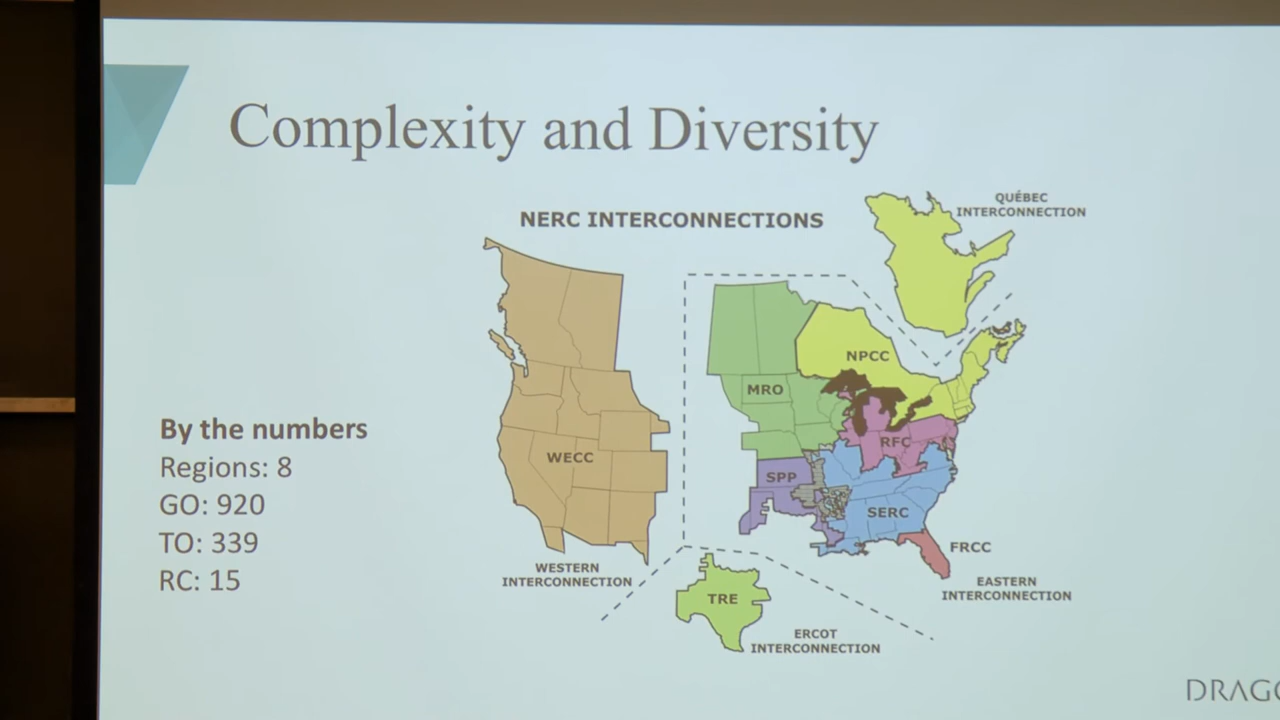 Complexity and Diversity
NERC INTERCONNECTIONS
QUÉBEC
INTERCONNECTION
NPCC
MRO
RFC
WECC
SPP
SERC
FRCC
WESTERN
INTERCONNECTION
EASTERN
INTERCONNECTION
TRE
ERCOT
INTERCONNECTION
By the numbers
Regions: 8
GO: 920
TO: 339
RC: 15